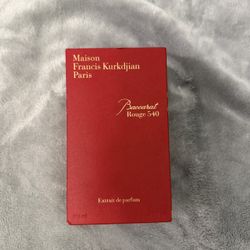 Maison
Francis Kurkdjian
Paris
Baccarat
Rouge 540
Extrait de parfum